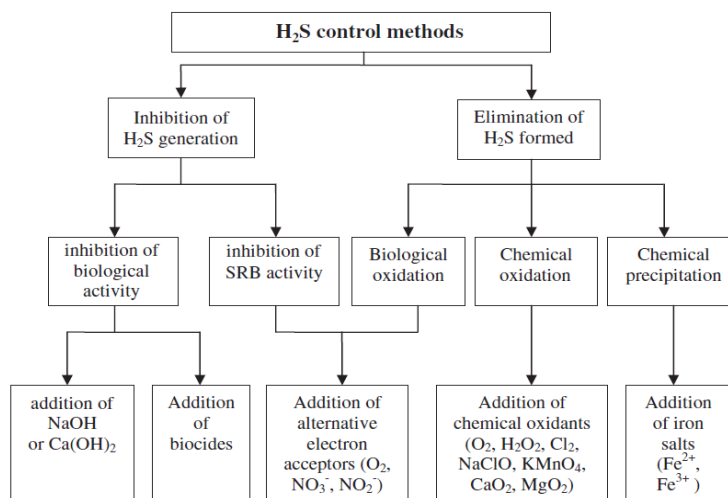 H₂S control methods
Inhibition of
H₂S generation
Elimination of
H₂S formed
inhibition of
biological
activity
inhibition of
SRB activity
Biological
oxidation
Chemical
oxidation
Chemical
precipitation
addition of
NaOH
or Ca(OH)₂
Addition
of
biocides
Addition of
alternative
electron
acceptors (O₂,
NO₃⁻, NO₂⁻)
Addition of
chemical oxidants
(O₂, H₂O₂, Cl₂,
NaClO, KMnO₄,
CaO₂, MgO₂)
Addition
of iron
salts
(Fe²⁺,
Fe³⁺ )